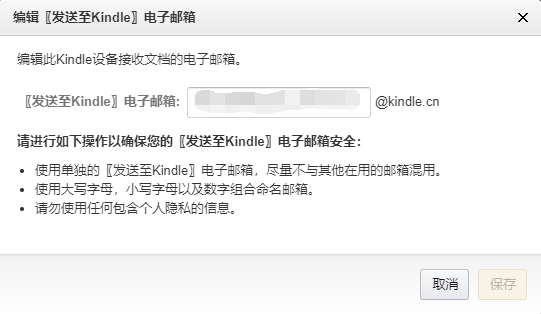 编辑〖发送至Kindle〗电子邮箱
编辑此Kindle设备接收文档的电子邮箱。
〖发送至Kindle〗电子邮箱: @kindle.cn
请进行如下操作以确保您的〖发送至Kindle〗电子邮箱安全：
使用单独的〖发送至Kindle〗电子邮箱，尽量不与其他在用的邮箱混用。
使用大写字母，小写字母以及数字组合命名邮箱。
请勿使用任何包含个人隐私的信息。
取消 保存